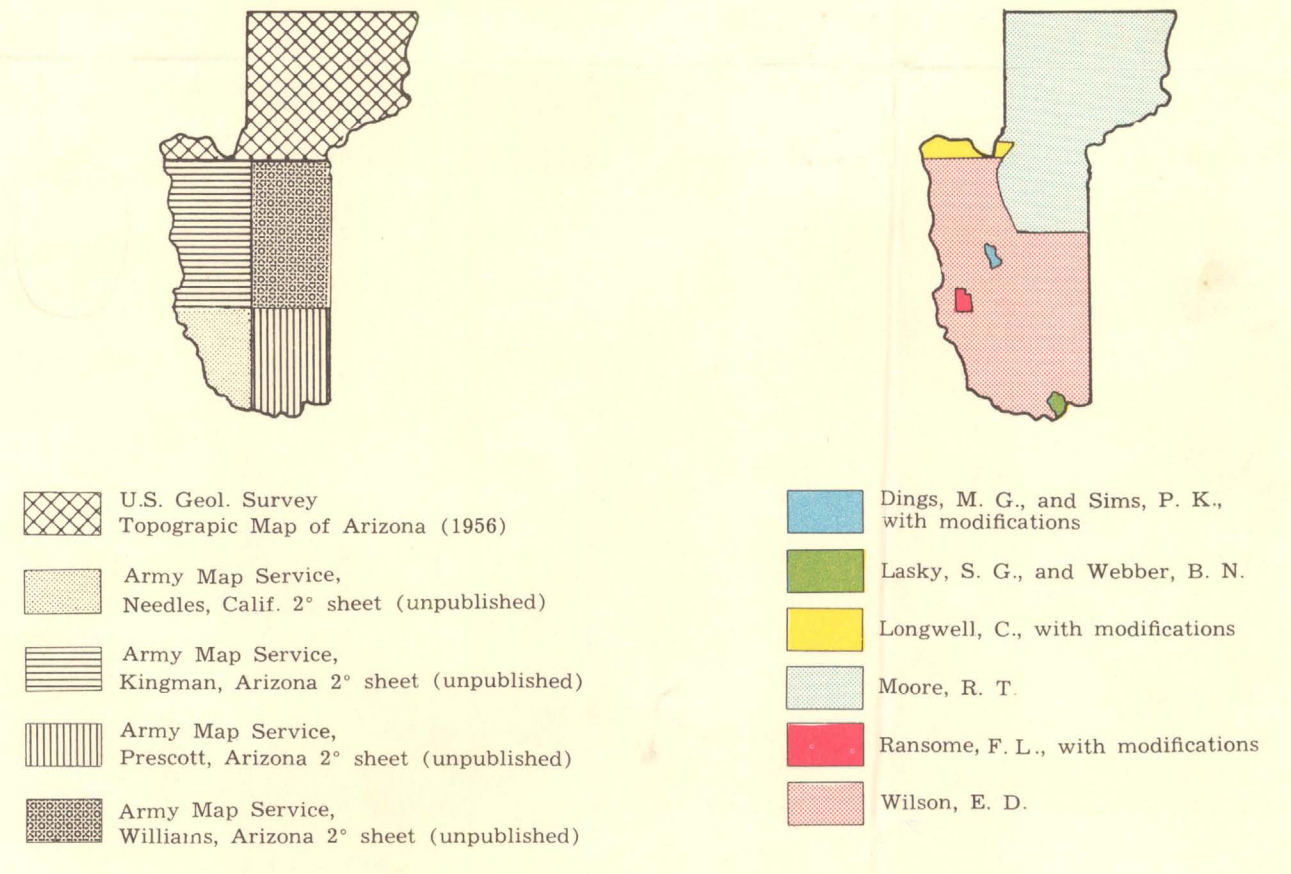 U.S. Geol. Survey
Topograpic Map of Arizona (1956)
Army Map Service,
Needles, Calif. 2° sheet (unpublished)
Army Map Service,
Kingman, Arizona 2° sheet (unpublished)
Army Map Service,
Prescott, Arizona 2° sheet (unpublished)
Army Map Service,
Williams, Arizona 2° sheet (unpublished)
Dings, M. G., and Sims, P. K.,
with modifications
Lasky, S. G., and Webber, B. N.
Longwell, C., with modifications
Moore, R. T.
Ransome, F. L., with modifications
Wilson, E. D.